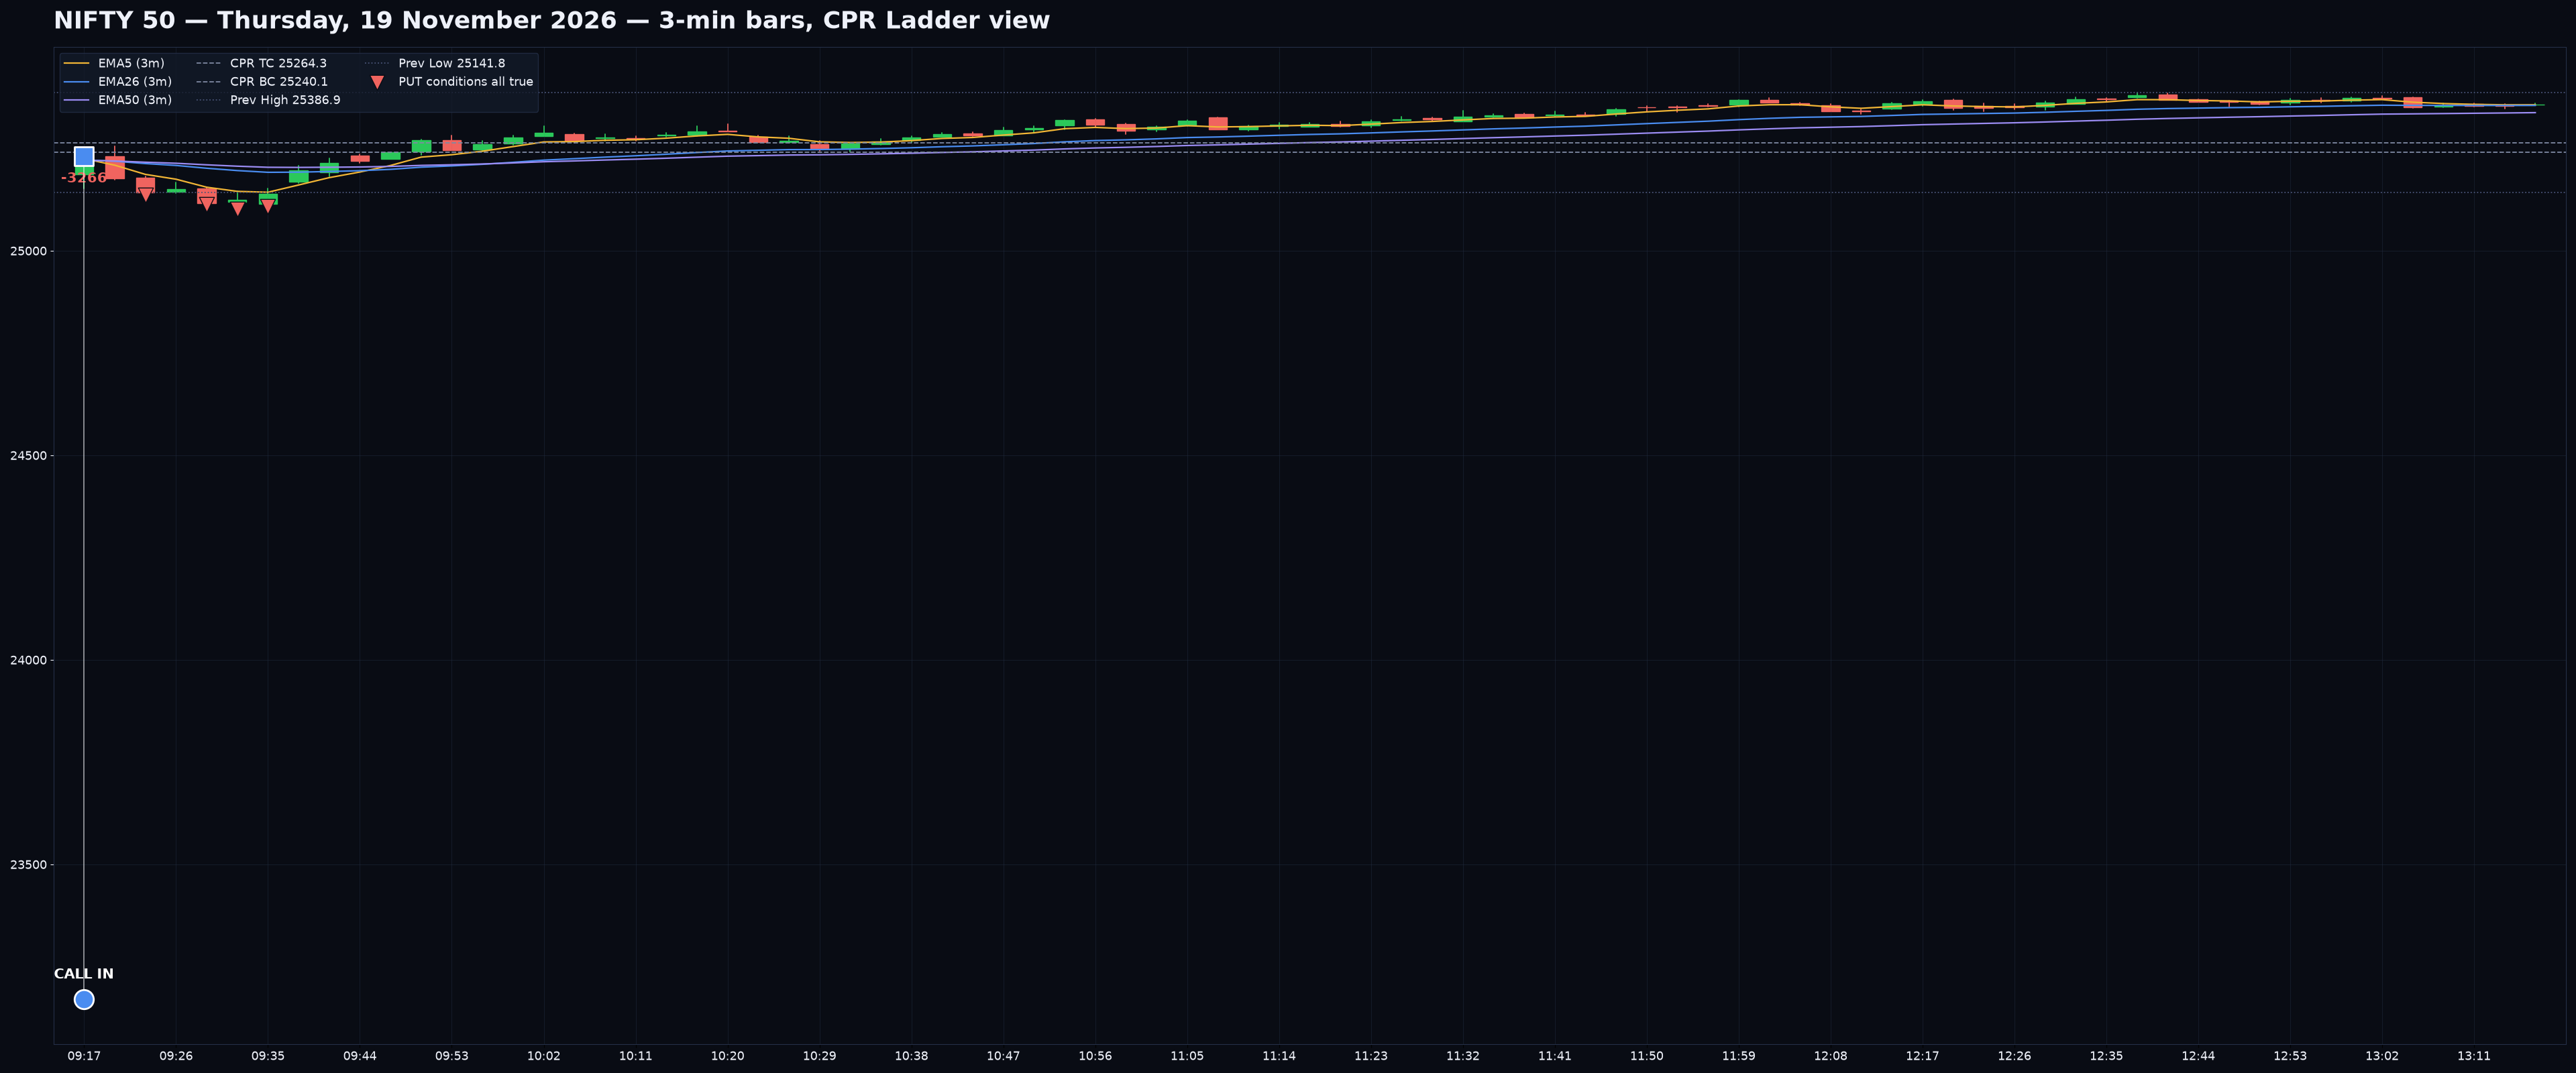 NIFTY 50 — Thursday, 19 November 2026 — 3-min bars, CPR Ladder view
EMA5 (3m)
EMA26 (3m)
EMA50 (3m)
CPR TC 25264.3
CPR BC 25240.1
Prev High 25386.9
Prev Low 25141.8
PUT conditions all true
-3266
25000
24500
24000
23500
CALL IN
09:17 09:26 09:35 09:44 09:53 10:02 10:11 10:20 10:29 10:38 10:47 10:56 11:05 11:14 11:23 11:32 11:41 11:50 11:59 12:08 12:17 12:26 12:35 12:44 12:53 13:02 13:11